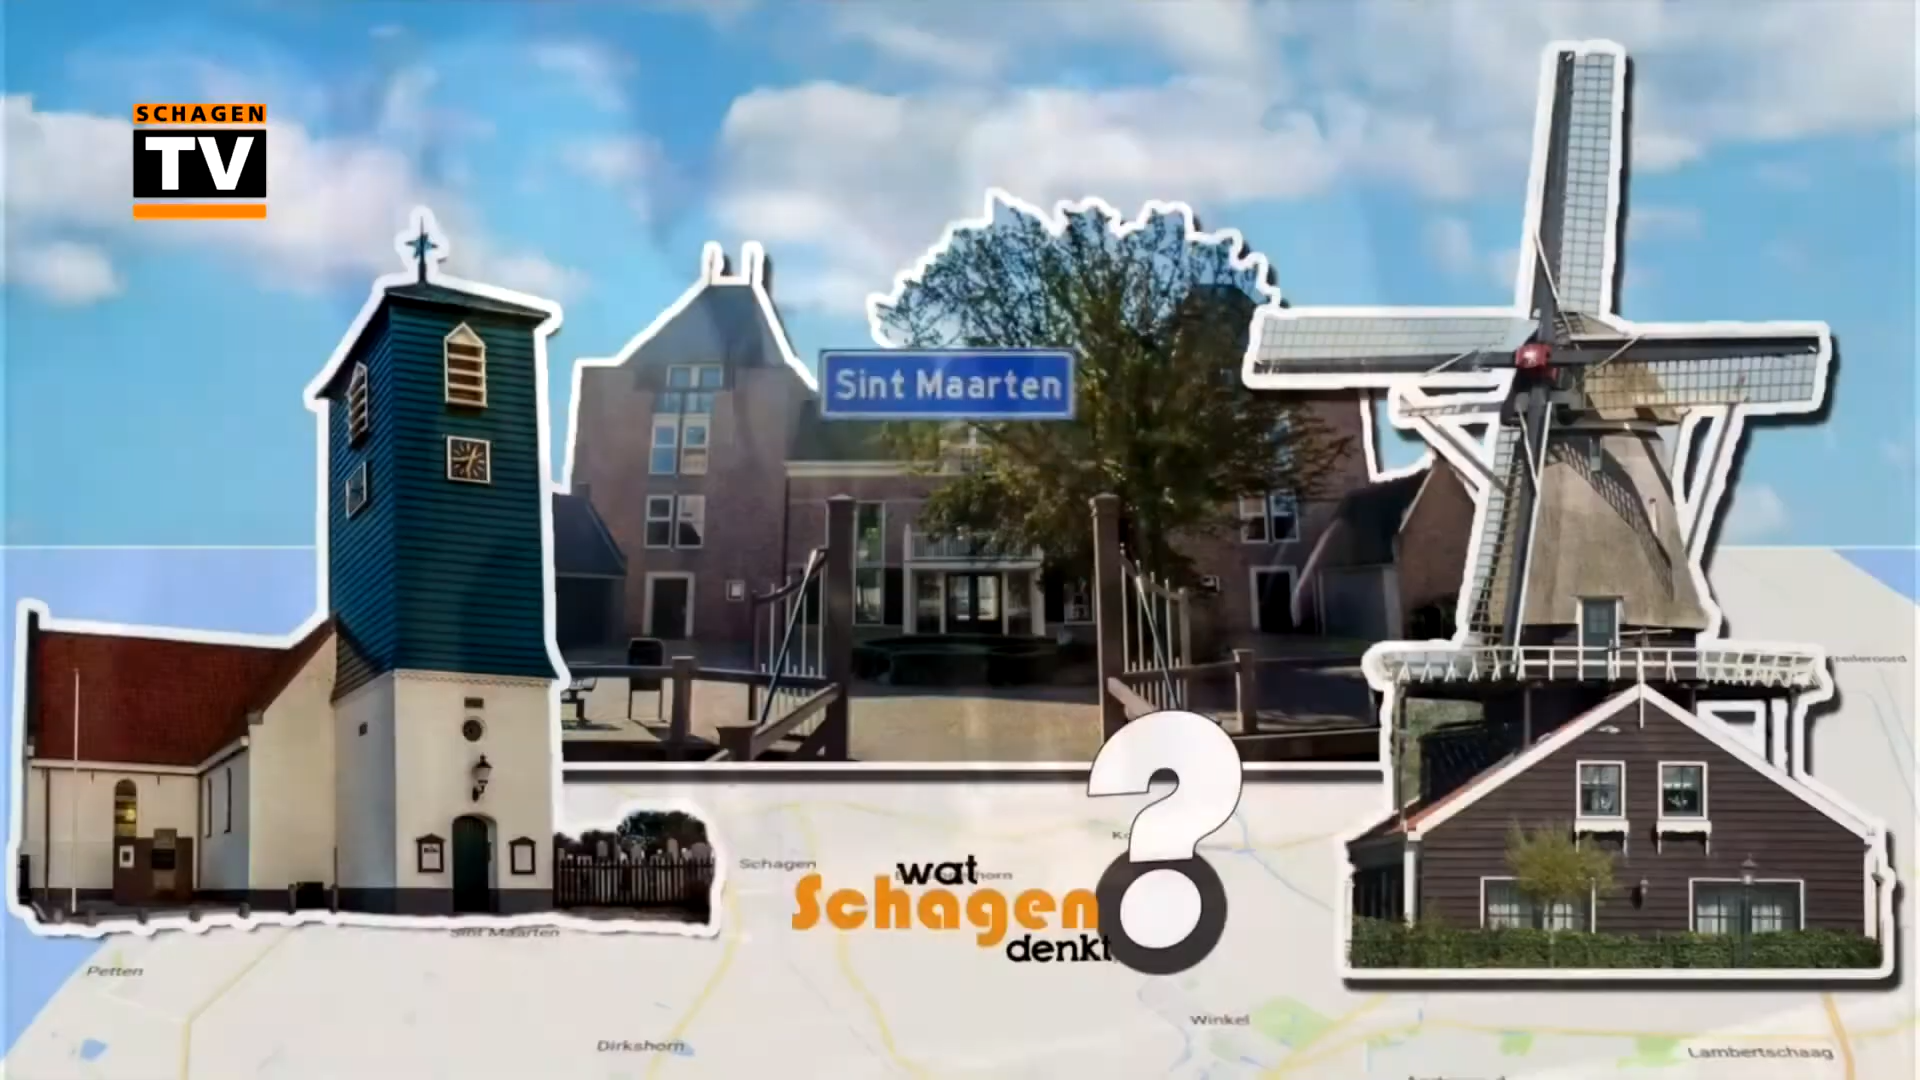 SCHAGEN
TV
Sint Maarten
Schagen
wat
Schagen
denkt
?
Sint Maarten
Petten
Dirkshorn
Winkel
Lambertschaag